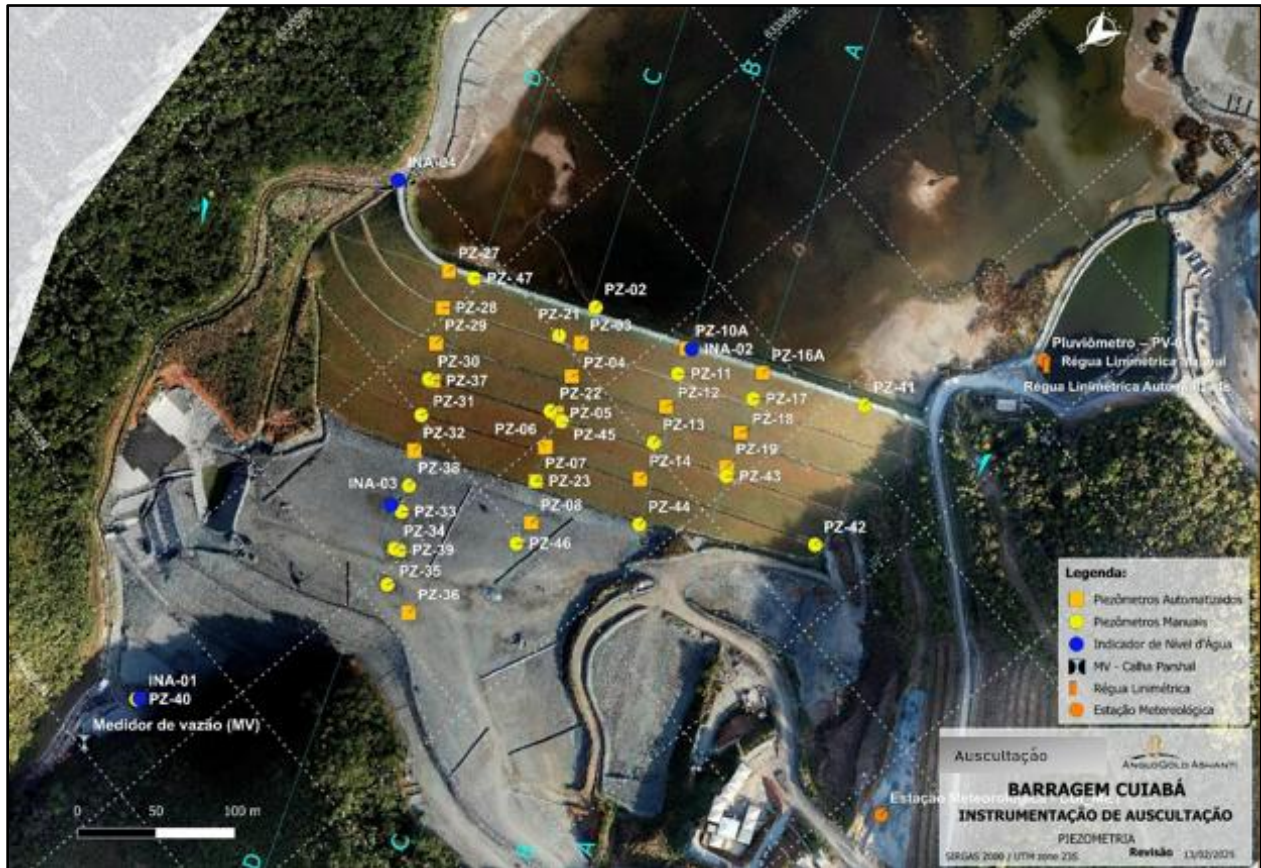 D
C
B
A
INA-04
PZ-27
PZ- 47
PZ-02
PZ-28
PZ-21
PZ-03
PZ-10A
PZ-29
INA-02
PZ-16A
Pluviômetro – PV-0
PZ-30
PZ-04
PZ-11
Régua Linimétrica Manual
PZ-37
PZ-22
PZ-12
PZ-17
PZ-41
Régua Linimétrica Automatizada
PZ-31
PZ-05
PZ-18
PZ-32
PZ-06
PZ-45
PZ-13
PZ-19
PZ-38
PZ-07
PZ-14
PZ-43
INA-03
PZ-23
PZ-33
PZ-08
PZ-44
PZ-42
PZ-34
PZ-39
PZ-46
PZ-35
PZ-36
INA-01
PZ-40
Medidor de vazão (MV)
Legenda:
Piezômetros Automatizados
Piezômetros Manuais
Indicador de Nível d'Água
MV - Calha Parshal
Régua Linimétrica
Estação Metereológica
0 50 100 m
D
C
B
A
Estação Meteorológica
Auscultação
ANGLOGOLD ASHANTI
BARRAGEM CUIABÁ
INSTRUMENTAÇÃO DE AUSCULTAÇÃO
PIEZOMETRIA
SIRGAS 2000 / UTM zone 23S Revisão 13/02/2025